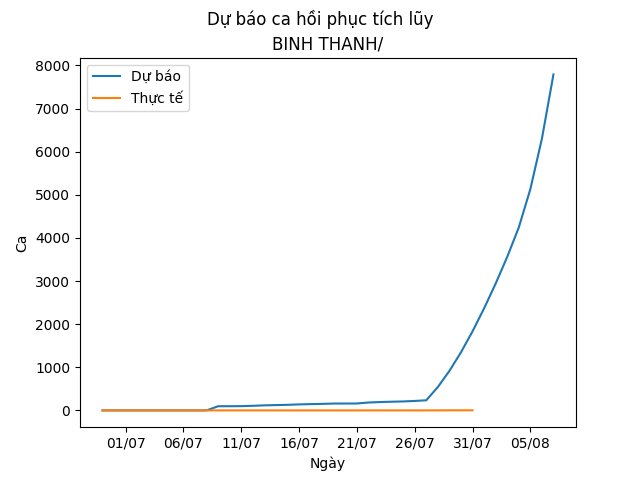 Dự báo ca hồi phục tích lũy
BINH THANH/
Dự báo
Thực tế
8000
7000
6000
5000
4000
3000
2000
1000
0
Ca
01/07 06/07 11/07 16/07 21/07 26/07 31/07 05/08
Ngày